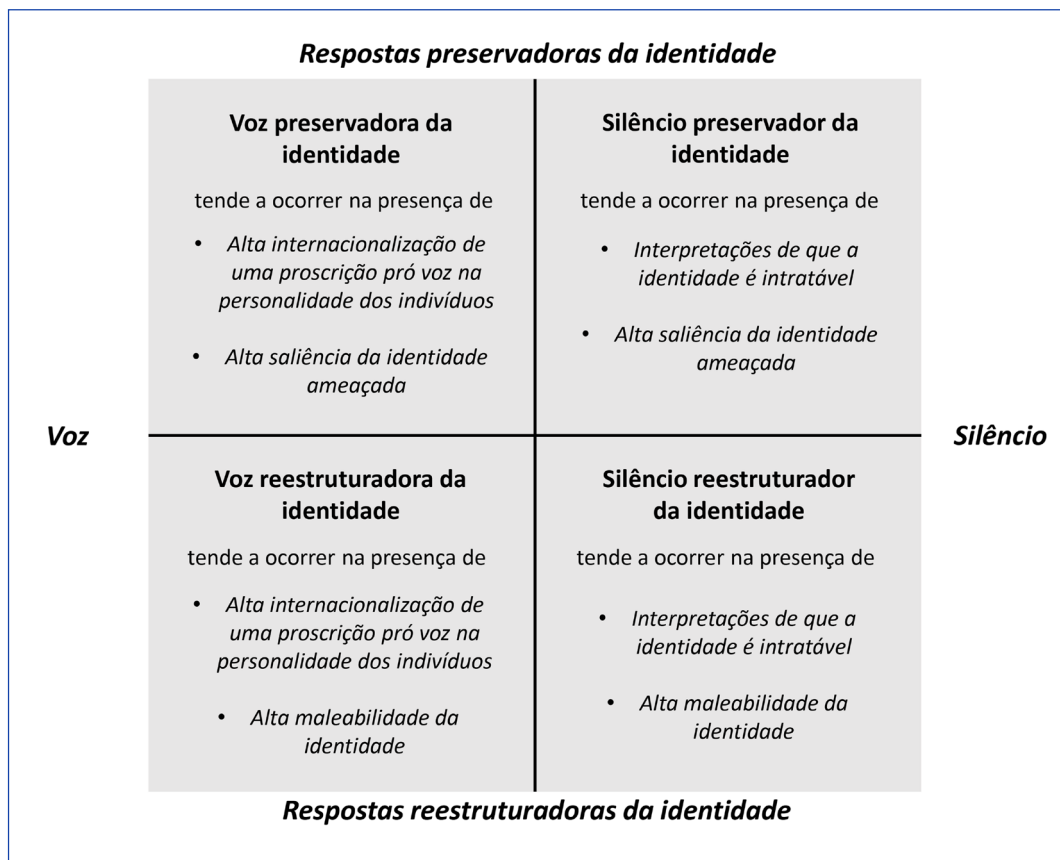 Respostas preservadoras da identidade
Voz preservadora da
identidade
tende a ocorrer na presença de
• Alta internacionalização de
uma proscrição pró voz na
personalidade dos indivíduos
• Alta saliência da identidade
ameaçada
Silêncio preservador da
identidade
tende a ocorrer na presença de
• Interpretações de que a
identidade é intratável
• Alta saliência da identidade
ameaçada
Voz
Silêncio
Voz reestruturadora da
identidade
tende a ocorrer na presença de
• Alta internacionalização de
uma proscrição pró voz na
personalidade dos indivíduos
• Alta maleabilidade da
identidade
Silêncio reestruturador
da identidade
tende a ocorrer na presença de
• Interpretações de que a
identidade é intratável
• Alta maleabilidade da
identidade
Respostas reestruturadoras da identidade